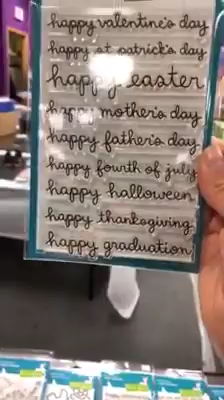 happy valentine's day
happy st patrick's day
happy easter
happy mother's day
happy father's day
happy fourth of july
happy halloween
happy thanksgiving
happy graduation